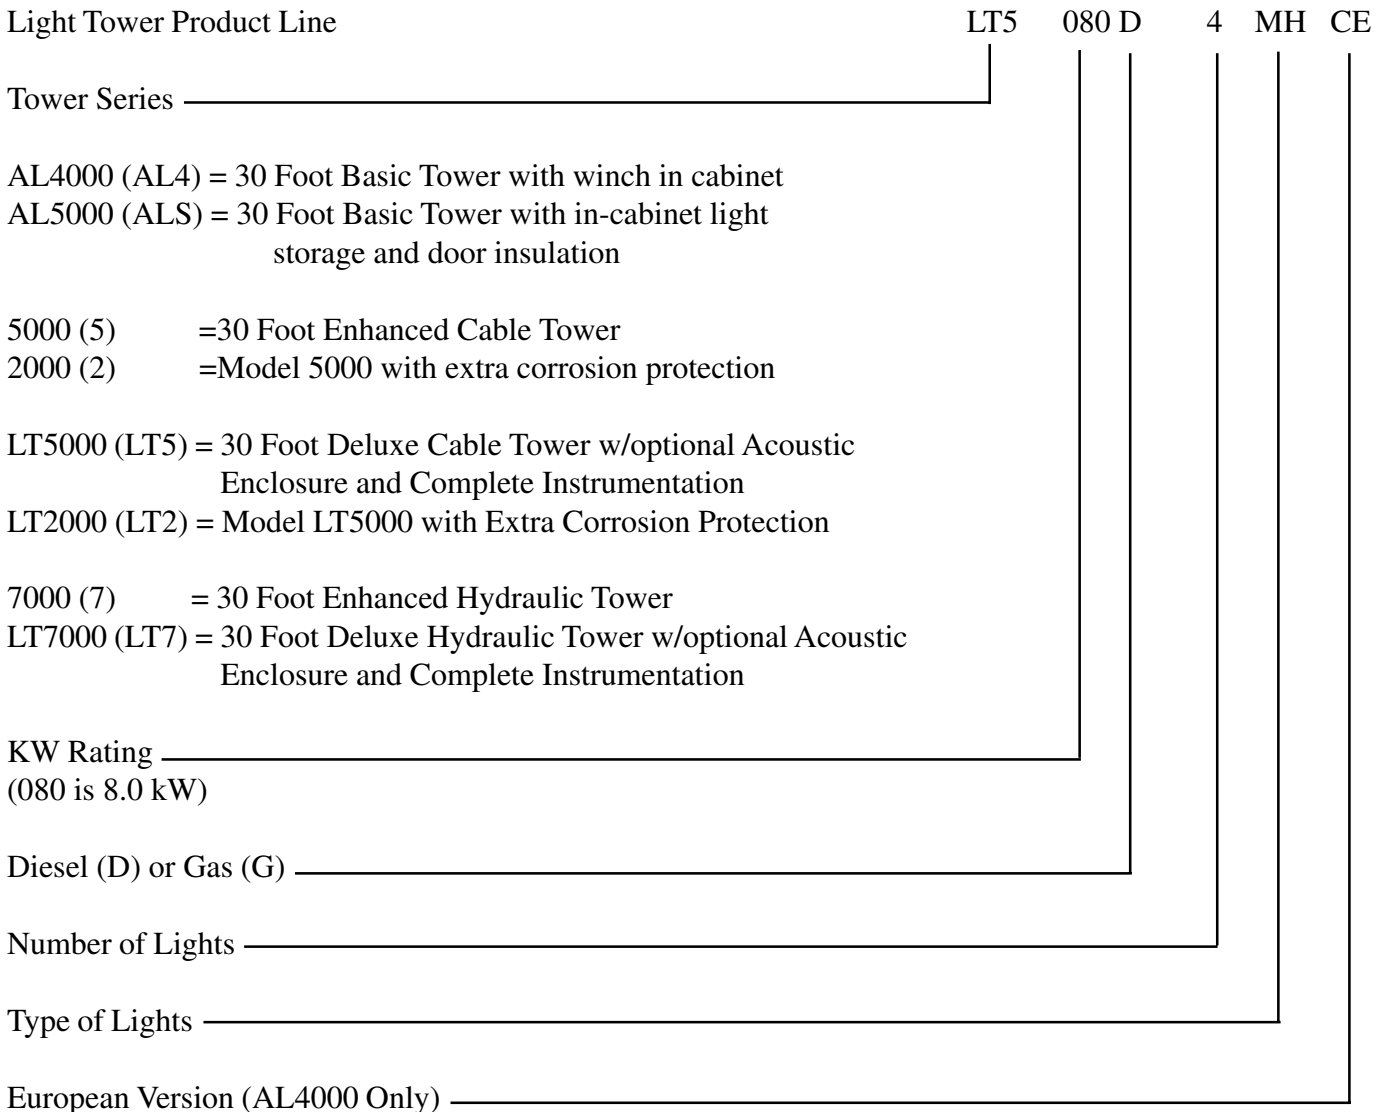 Light Tower Product Line LT5 080 D 4 MH CE
Tower Series
AL4000 (AL4) = 30 Foot Basic Tower with winch in cabinet
AL5000 (ALS) = 30 Foot Basic Tower with in-cabinet light
storage and door insulation
5000 (5) =30 Foot Enhanced Cable Tower
2000 (2) =Model 5000 with extra corrosion protection
LT5000 (LT5) = 30 Foot Deluxe Cable Tower w/optional Acoustic
Enclosure and Complete Instrumentation
LT2000 (LT2) = Model LT5000 with Extra Corrosion Protection
7000 (7) = 30 Foot Enhanced Hydraulic Tower
LT7000 (LT7) = 30 Foot Deluxe Hydraulic Tower w/optional Acoustic
Enclosure and Complete Instrumentation
KW Rating
(080 is 8.0 kW)
Diesel (D) or Gas (G)
Number of Lights
Type of Lights
European Version (AL4000 Only)